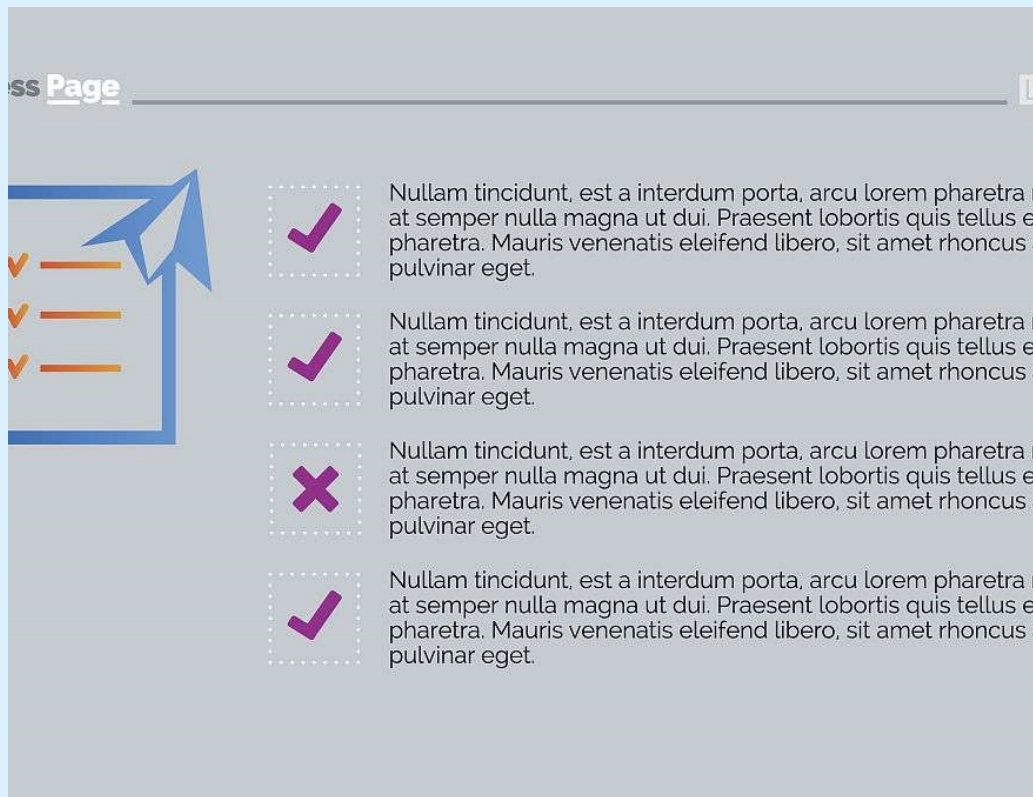 ess Page
Nullam tincidunt, est a interdum porta, arcu lorem pharetra
at semper nulla magna ut dui. Praesent lobortis quis tellus
pharetra. Mauris venenatis eleifend libero, sit amet rhoncus
pulvinar eget.
Nullam tincidunt, est a interdum porta, arcu lorem pharetra
at semper nulla magna ut dui. Praesent lobortis quis tellus
pharetra. Mauris venenatis eleifend libero, sit amet rhoncus
pulvinar eget.
Nullam tincidunt, est a interdum porta, arcu lorem pharetra
at semper nulla magna ut dui. Praesent lobortis quis tellus
pharetra. Mauris venenatis eleifend libero, sit amet rhoncus
pulvinar eget.
Nullam tincidunt, est a interdum porta, arcu lorem pharetra
at semper nulla magna ut dui. Praesent lobortis quis tellus
pharetra. Mauris venenatis eleifend libero, sit amet rhoncus
pulvinar eget.